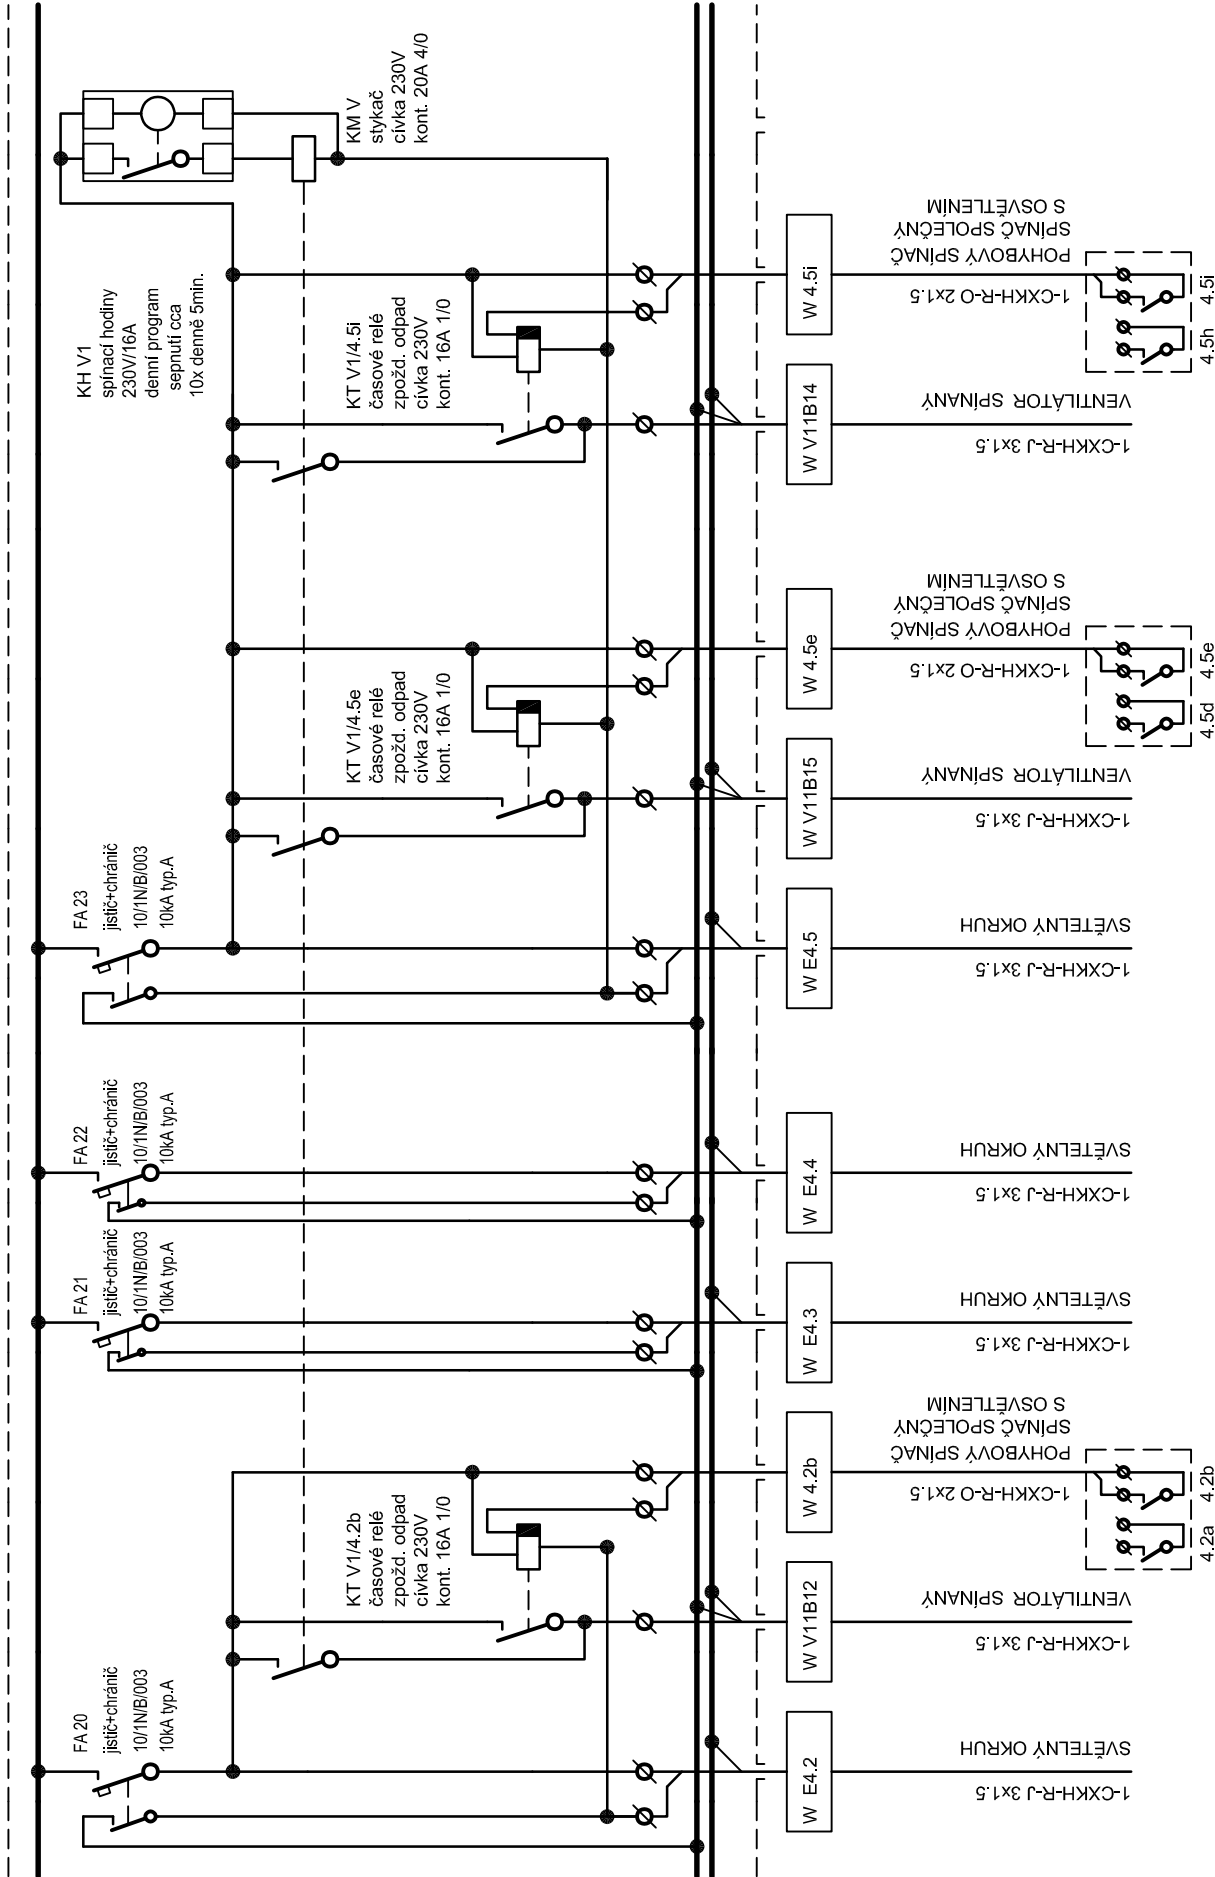 FA 20
jistič+chránič
10/1N/B/003
10kA typ.A
KT V1/4.2b
časové relé
zpožd. odpad
cívka 230V
kont. 16A 1/0
FA 21
jistič+chránič
10/1N/B/003
10kA typ.A
FA 22
jistič+chránič
10/1N/B/003
10kA typ.A
FA 23
jistič+chránič
10/1N/B/003
10kA typ.A
KT V1/4.5e
časové relé
zpožd. odpad
cívka 230V
kont. 16A 1/0
KH V1
spínací hodiny
230V/16A
denní program
sepnutí cca
10x denně 5min.
KT V1/4.5i
časové relé
zpožd. odpad
cívka 230V
kont. 16A 1/0
KM V
stykač
cívka 230V
kont. 20A 4/0
W E4.2
W V11B12
W 4.2b
W E4.3
W E4.4
W E4.5
W V11B15
W 4.5e
W V11B14
W 4.5i
1-CXKH-R-J 3x1.5
SVĚTELNÝ OKRUH
1-CXKH-R-J 3x1.5
VENTILÁTOR SPÍNANÝ
1-CXKH-R-O 2x1.5
POHYBOVÝ SPÍNAČ
SPÍNAČ SPOLEČNÝ
S OSVĚTLENÍM
4.2a
4.2b
1-CXKH-R-J 3x1.5
SVĚTELNÝ OKRUH
1-CXKH-R-J 3x1.5
SVĚTELNÝ OKRUH
1-CXKH-R-J 3x1.5
SVĚTELNÝ OKRUH
1-CXKH-R-J 3x1.5
VENTILÁTOR SPÍNANÝ
1-CXKH-R-O 2x1.5
POHYBOVÝ SPÍNAČ
SPÍNAČ SPOLEČNÝ
S OSVĚTLENÍM
4.5d
4.5e
1-CXKH-R-J 3x1.5
VENTILÁTOR SPÍNANÝ
1-CXKH-R-O 2x1.5
POHYBOVÝ SPÍNAČ
SPÍNAČ SPOLEČNÝ
S OSVĚTLENÍM
4.5h
4.5i